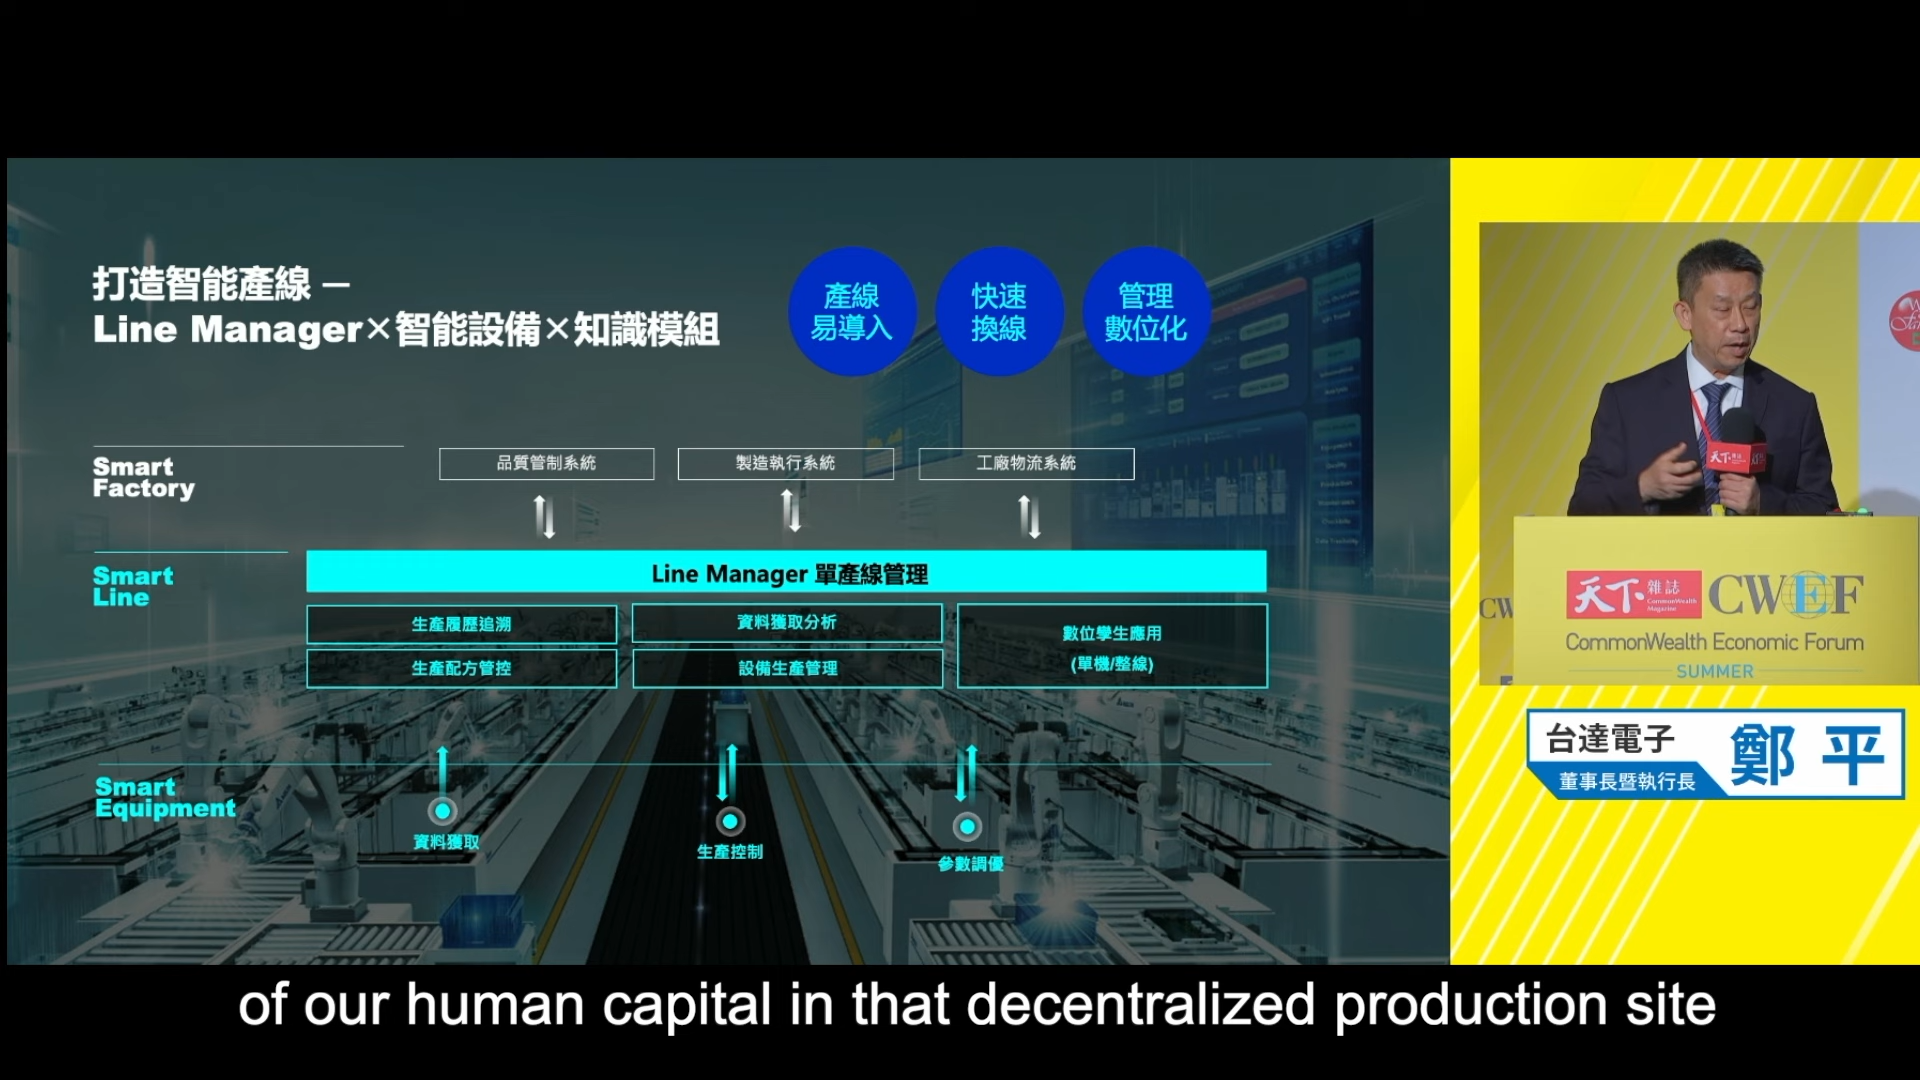 打造智能產線 —
Line Manager×智能設備×知識模組
產線
易導入
快速
換線
管理
數位化
Smart
Factory
品質管制系統
製造執行系統
工廠物流系統
Smart
Line
Line Manager 單產線管理
生產履歷追溯
資料獲取分析
數位孿生應用
(單機/整線)
生產配方管控
設備生產管理
Smart
Equipment
資料獲取
生產控制
參數調優
天下
天下雜誌
CommonWealth
Magazine
CWEF
CW
CommonWealth Economic Forum
SUMMER
台達電子
董事長暨執行長
鄭 平
of our human capital in that decentralized production site